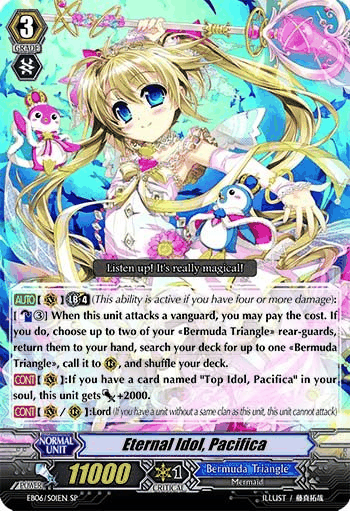 3
GRADE
Listen up! It's really magical!
AUTO [ ] LB4 (This ability is active if you have four or more damage):
[ ③] When this unit attacks a vanguard, you may pay the cost. If
you do, choose up to two of your «Bermuda Triangle» rear-guards,
return them to your hand, search your deck for up to one «Bermuda
Triangle», call it to , and shuffle your deck.
CONT [ ]:If you have a card named "Top Idol, Pacifica" in your
soul, this unit gets +2000.
CONT [ / ]:Lord (If you have a unit without a same clan as this unit, this unit cannot attack)
NORMAL
UNIT
Eternal Idol, Pacifica
POWER
11000
1
CRITICAL
Bermuda Triangle
Mermaid
EB06/S01EN SP
ILLUST / 藤真拓哉